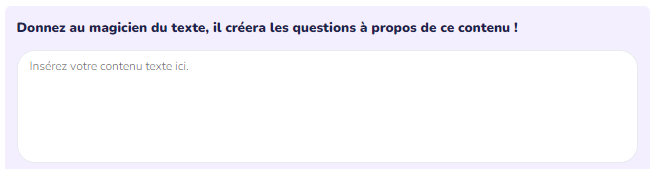 Donnez au magicien du texte, il créera les questions à propos de ce contenu !
Insérez votre contenu texte ici.